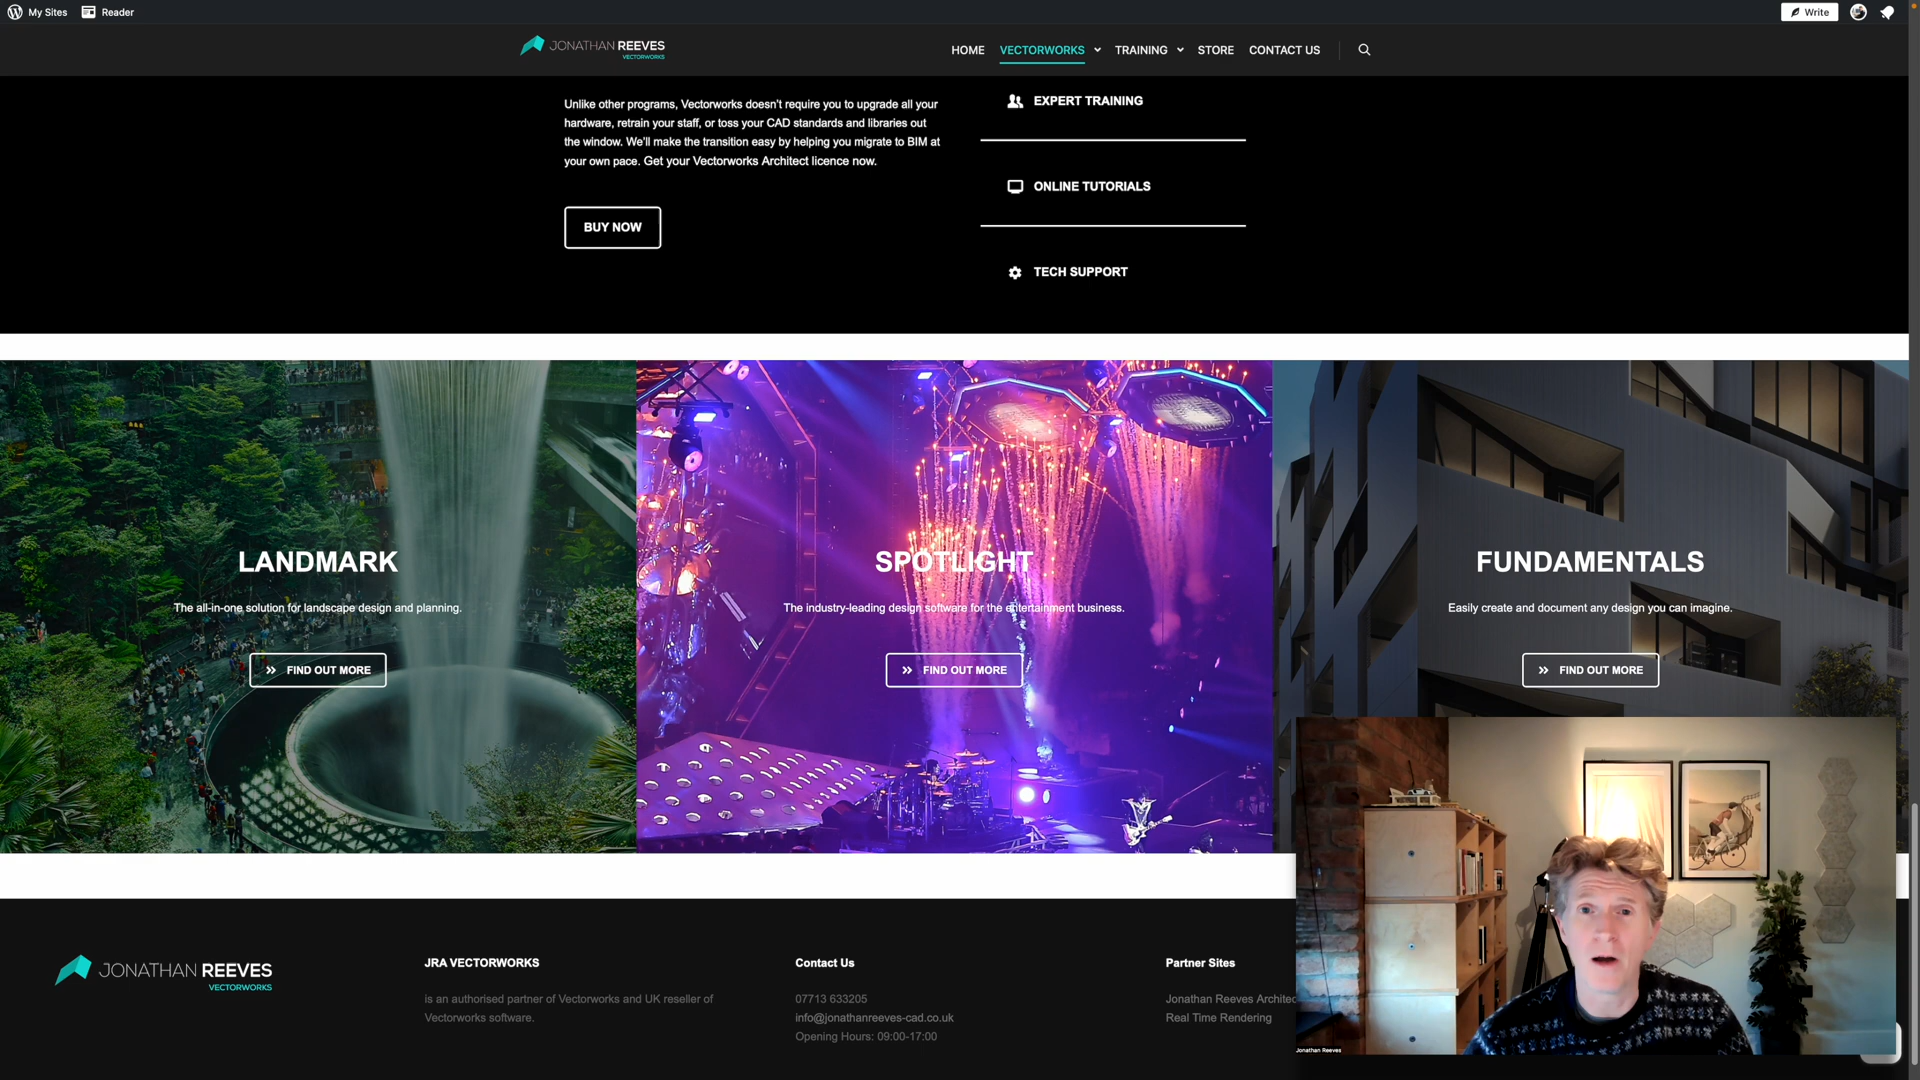 My Sites
Reader
Write
JONATHAN REEVES
VECTORWORKS
HOME
VECTORWORKS
TRAINING
STORE
CONTACT US
Unlike other programs, Vectorworks doesn’t require you to upgrade all your
hardware, retrain your staff, or toss your CAD standards and libraries out
the window. We’ll make the transition easy by helping you migrate to BIM at
your own pace. Get your Vectorworks Architect licence now.
BUY NOW
EXPERT TRAINING
ONLINE TUTORIALS
TECH SUPPORT
LANDMARK
The all-in-one solution for landscape design and planning.
FIND OUT MORE
SPOTLIGHT
The industry-leading design software for the entertainment business.
FIND OUT MORE
FUNDAMENTALS
Easily create and document any design you can imagine.
FIND OUT MORE
JONATHAN REEVES
VECTORWORKS
JRA VECTORWORKS
is an authorised partner of Vectorworks and UK reseller of
Vectorworks software.
Contact Us
07713 633205
info@jonathanreeves-cad.co.uk
Opening Hours: 09:00-17:00
Partner Sites
Jonathan Reeves Architec
Real Time Rendering
Jonathan Reeves